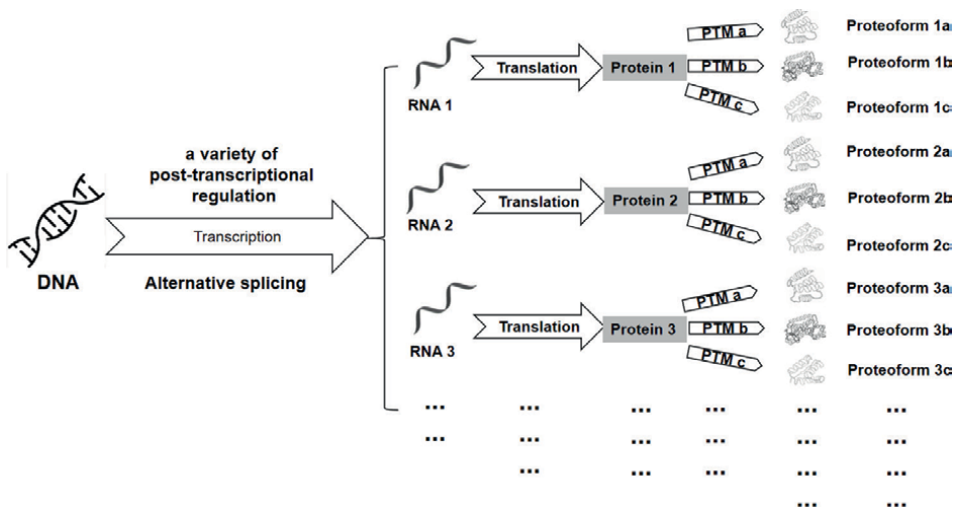 a variety of
post-transcriptional
regulation
Transcription
Alternative splicing
DNA
RNA 1
Translation
Protein 1
PTM a
PTM b
PTM c
Proteoform 1a
Proteoform 1b
Proteoform 1c
RNA 2
Translation
Protein 2
PTM a
PTM b
PTM c
Proteoform 2a
Proteoform 2b
Proteoform 2c
RNA 3
Translation
Protein 3
PTM a
PTM b
PTM c
Proteoform 3a
Proteoform 3b
Proteoform 3c
... ... ... ... ... ...
... ... ... ... ... ...
... ... ... ... ...
... ...